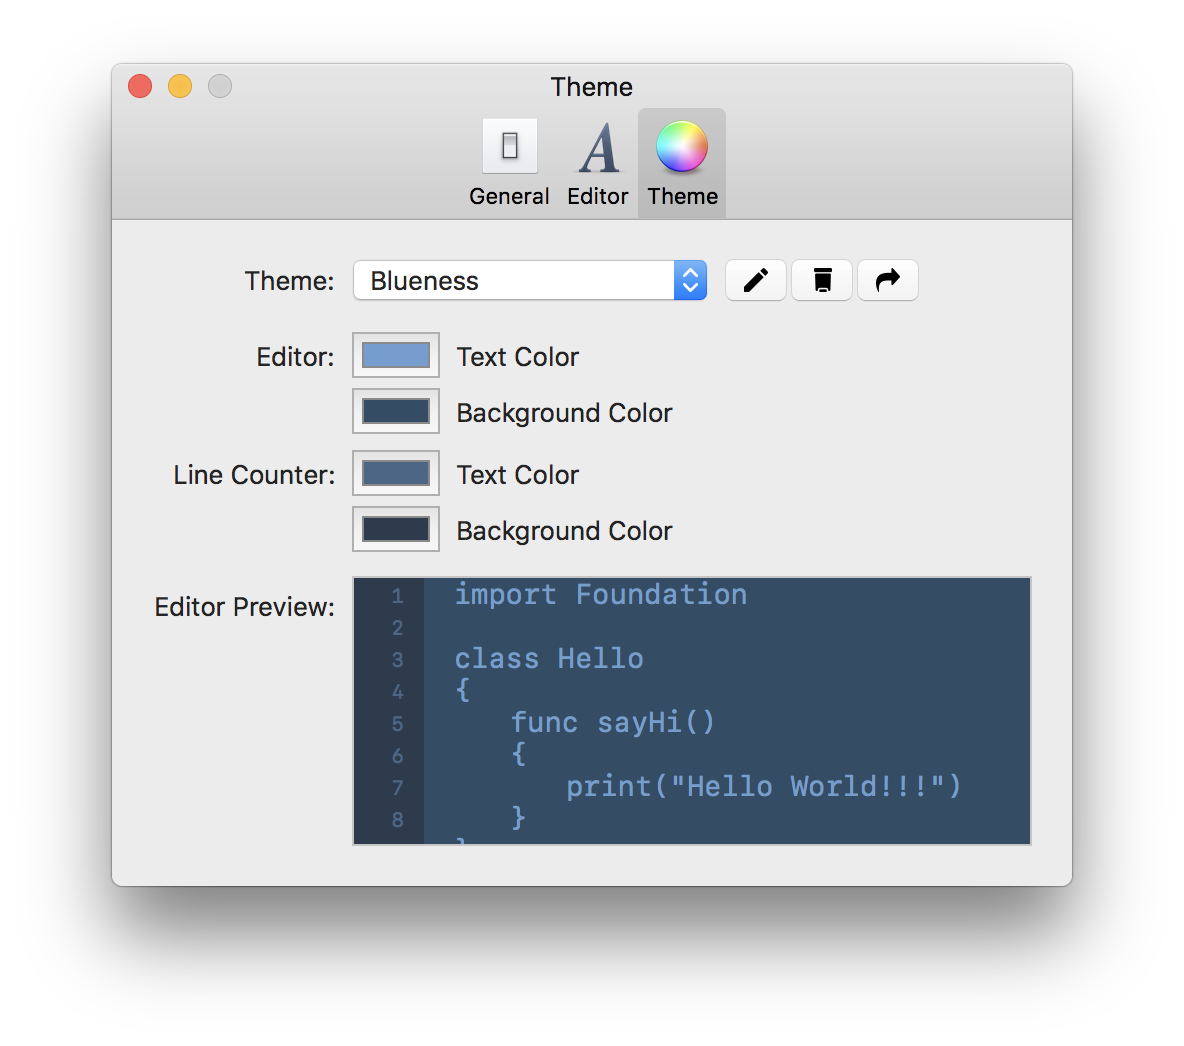 Theme
General Editor Theme
Theme: Blueness
Editor: Text Color
Background Color
Line Counter: Text Color
Background Color
Editor Preview:
1 import Foundation
2
3 class Hello
4 {
5 func sayHi()
6 {
7 print("Hello World!!!")
8 }
}